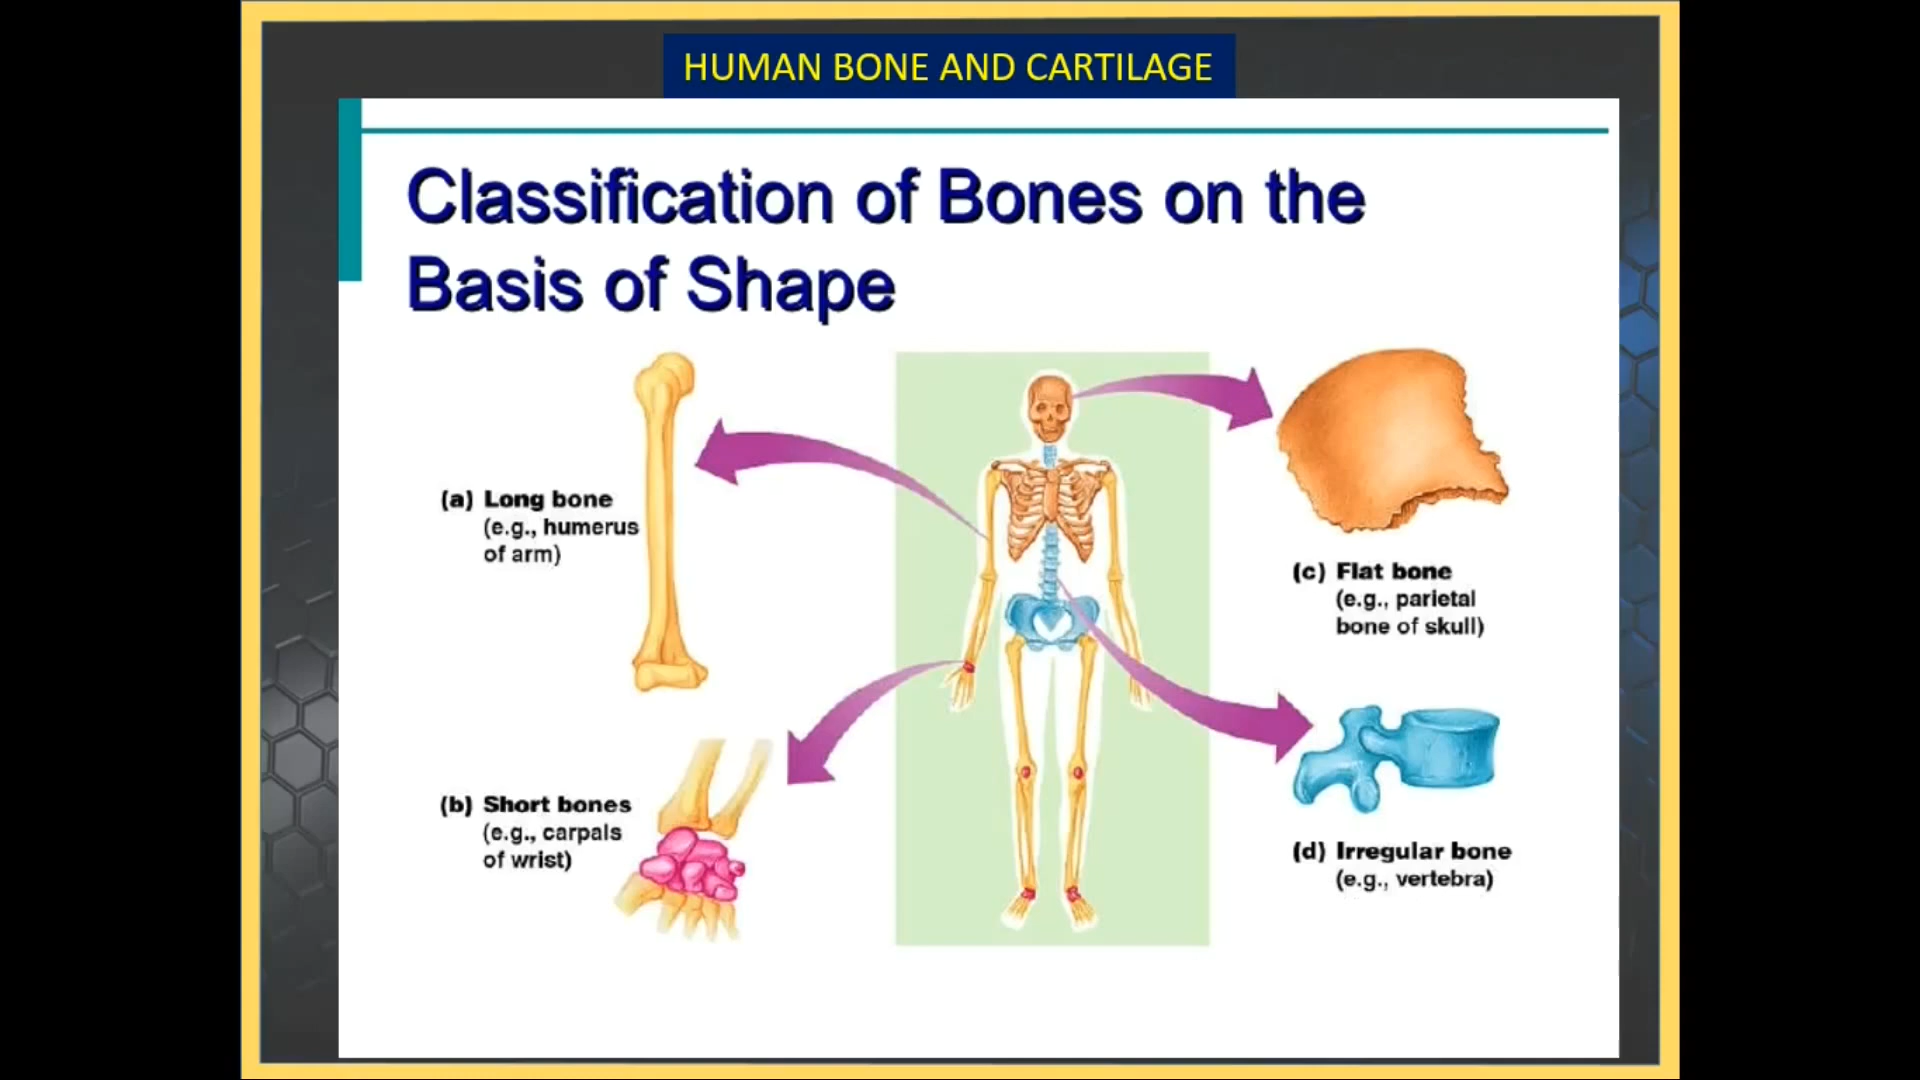 HUMAN BONE AND CARTILAGE
Classification of Bones on the
Basis of Shape
(a) Long bone
(e.g., humerus
of arm)
(b) Short bones
(e.g., carpals
of wrist)
(c) Flat bone
(e.g., parietal
bone of skull)
(d) Irregular bone
(e.g., vertebra)